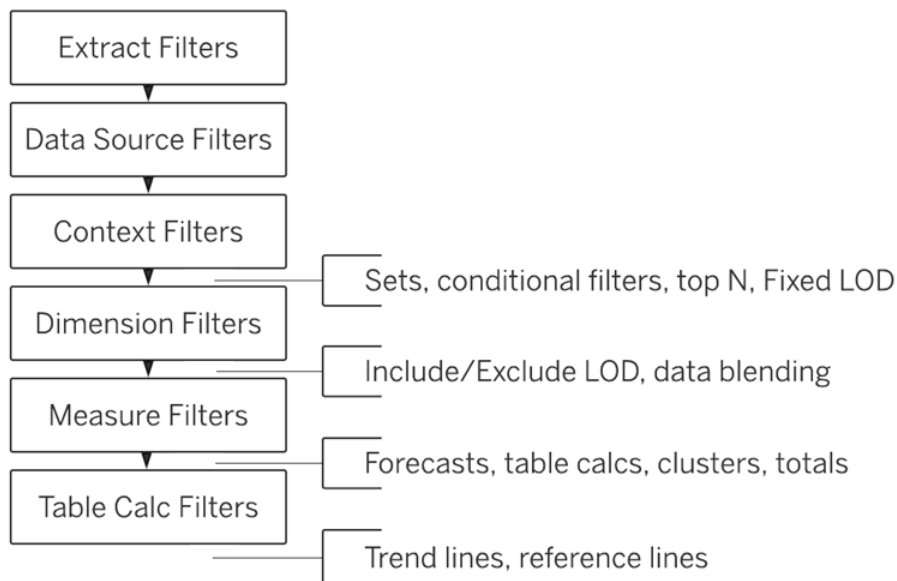 Extract Filters
Data Source Filters
Context Filters
Sets, conditional filters, top N, Fixed LOD
Dimension Filters
Include/Exclude LOD, data blending
Measure Filters
Forecasts, table calcs, clusters, totals
Table Calc Filters
Trend lines, reference lines